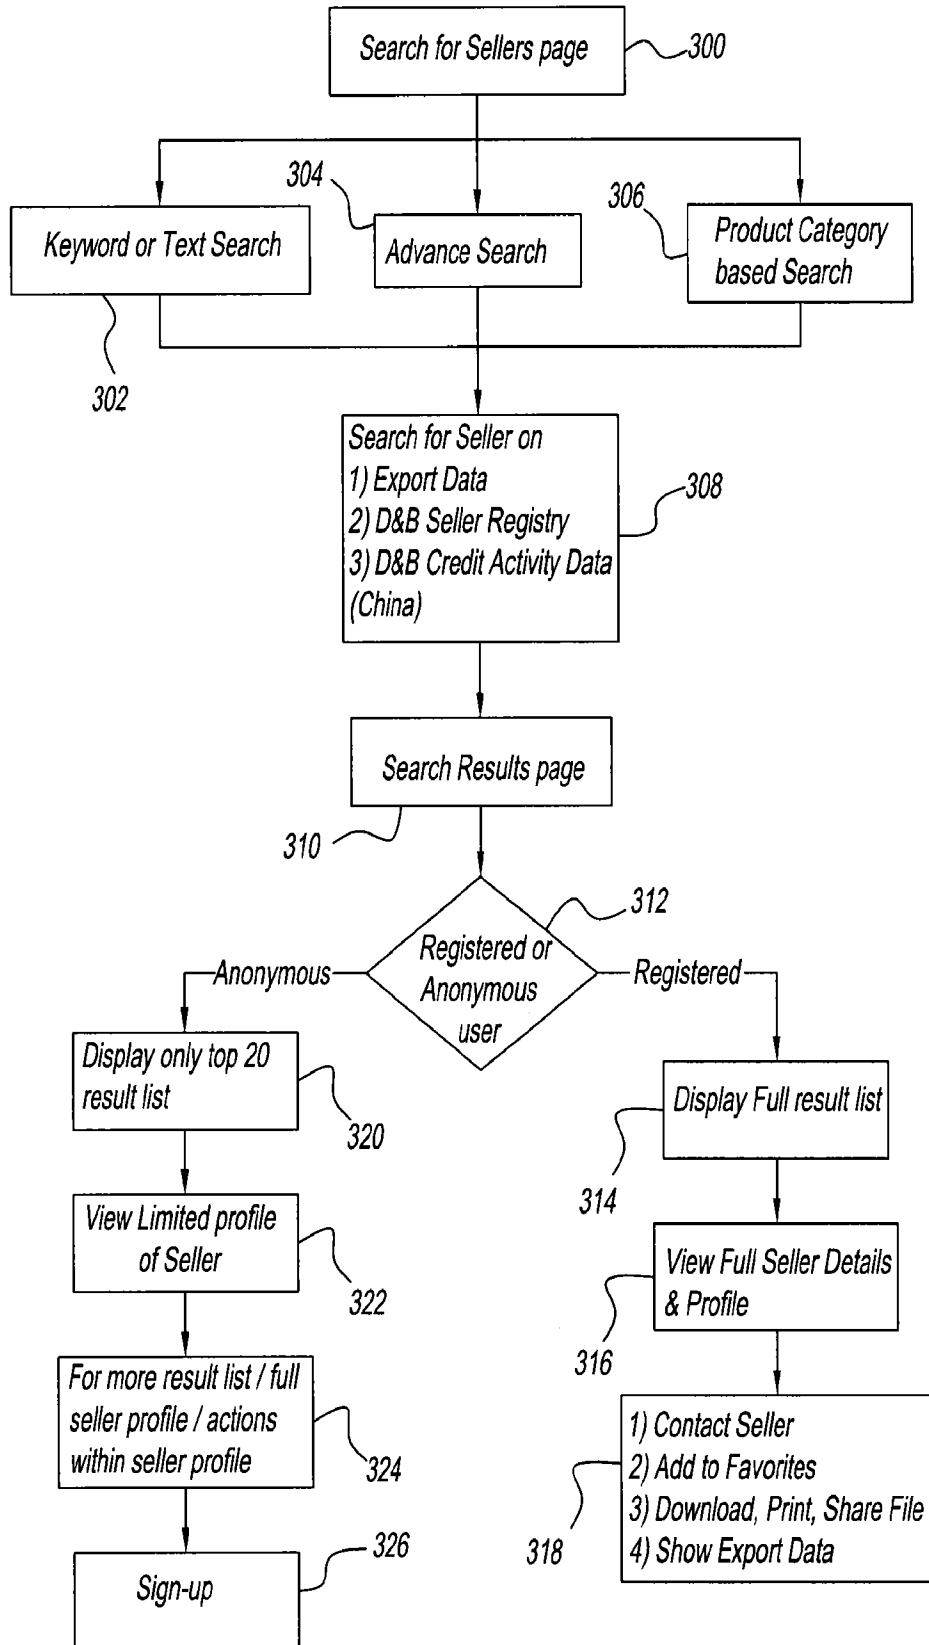 Search for Sellers page
300
304
306
Keyword or Text Search
Advance Search
Product Category
based Search
302
Search for Seller on
1) Export Data
2) D&B Seller Registry
3) D&B Credit Activity Data
(China)
308
Search Results page
310
312
Registered or
Anonymous
user
Anonymous
Registered
Display only top 20
result list
320
Display Full result list
314
View Limited profile
of Seller
322
View Full Seller Details
& Profile
316
For more result list / full
seller profile / actions
within seller profile
324
1) Contact Seller
2) Add to Favorites
3) Download, Print, Share File
4) Show Export Data
318
326
Sign-up